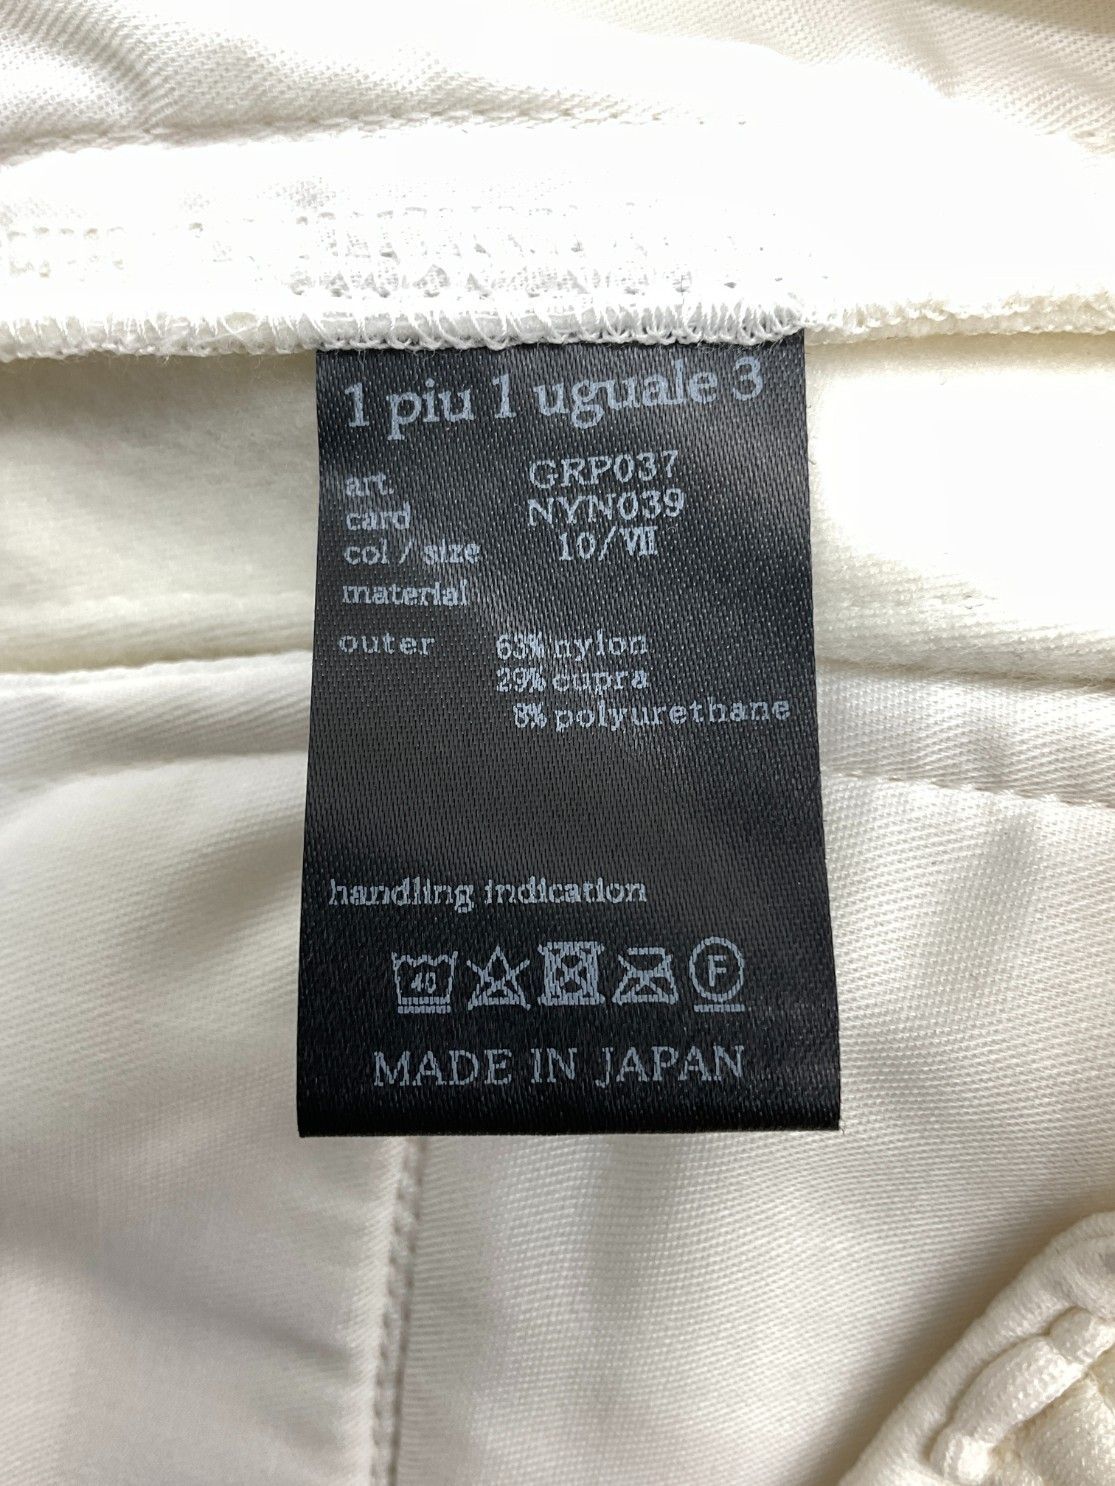 1 piu 1 uguale 3
art. GRP037
card NYN039
col / size 10/Ⅶ
material
outer 63% nylon
29% cupra
8% polyurethane
handling indication
40 F
MADE IN JAPAN